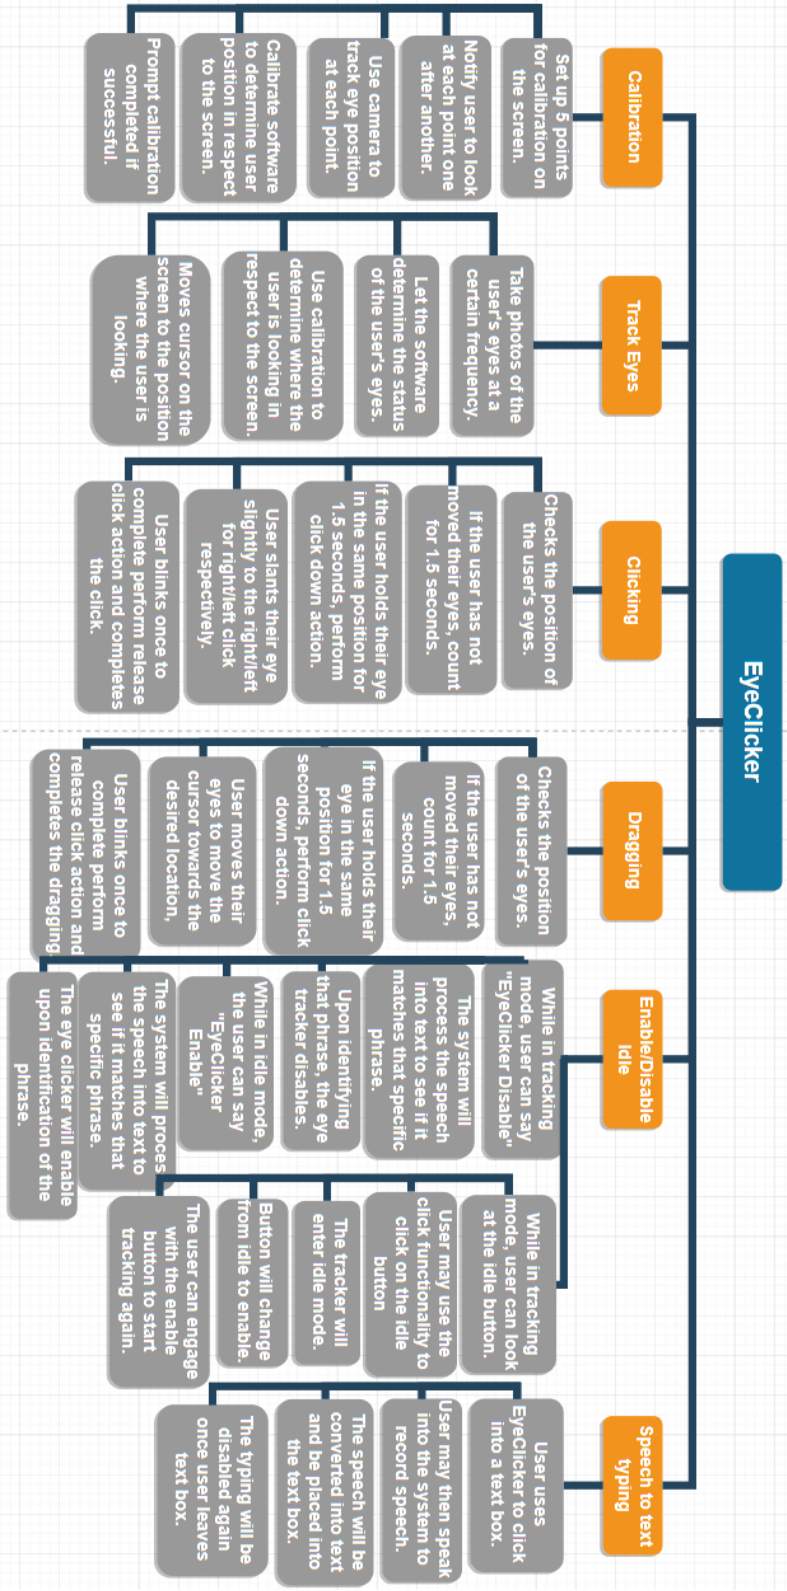 EyeClicker
Calibration
Set up 5 points
for calibration on
the screen.
Notify user to look
at each point one
after another.
Use camera to
track eye position
at each point.
Calibrate software
to determine user
position in respect
to the screen.
Prompt calibration
completed if
successful.
Track Eyes
Take photos of the
user's eyes at a
certain frequency.
Let the software
determine the status
of the user's eyes.
Use calibration to
determine where the
user is looking in
respect to the screen.
Moves cursor on the
screen to the position
where the user is
looking.
Clicking
Checks the position of
the user's eyes.
If the user has not
moved their eyes, count
for 1.5 seconds.
If the user holds their eye
in the same position for
1.5 seconds, perform
click down action.
User slants their eye
slightly to the right/left
for right/left click
respectively.
User blinks once to
complete perform release
click action and completes
the click.
Dragging
Checks the position
of the user's eyes.
If the user has not
moved their eyes,
count for 1.5
seconds.
If the user holds their
eye in the same
position for 1.5
seconds, perform click
down action.
User moves their
eyes to move the
cursor towards the
desired location,
User blinks once to
complete perform
release click action and
completes the dragging
Enable/Disable
Idle
While in tracking
mode, user can say
"EyeClicker Disable"
The system will
process the speech
into text to see if it
matches that specific
phrase.
Upon identifying
that phrase, the eye
tracker disables.
While in idle mode,
the user can say
"EyeClicker
Enable"
The system will proces
the speech into text to
see if it matches that
specific phrase.
The eye clicker will enable
upon identification of the
phrase.
While in tracking
mode, user can look
at the idle button.
User may use the
click functionality to
click on the idle
button
The tracker will
enter idle mode.
Button will change
from idle to enable.
The user can engage
with the enable
button to start
tracking again.
Speech to text
typing
User uses
EyeClicker to click
into a text box.
User may then speak
into the system to
record speech.
The speech will be
converted into text
and be placed into
the text box.
The typing will be
disabled again
once user leaves
text box.